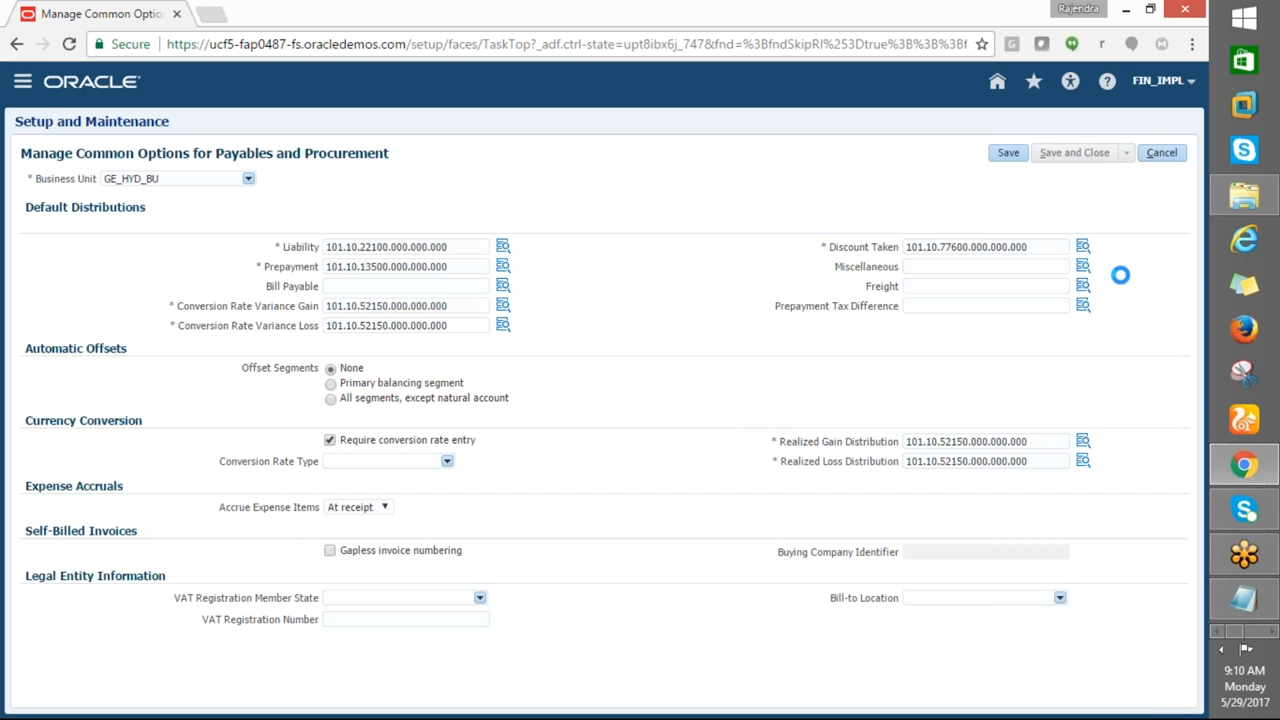 Manage Common Optio
Rajendra
Secure
https://ucf5-fap0487-fs.oracledemos.com/setup/faces/TaskTop?_adf.ctrl-state=upt8ibx6j_747&fnd=%3BfndSkipRI%253Dtrue%3B%3B%3Bf
ORACLE
FIN_IMPL
Setup and Maintenance
Manage Common Options for Payables and Procurement
Save
Save and Close
Cancel
* Business Unit GE_HYD_BU
Default Distributions
* Liability 101.10.22100.000.000.000
* Discount Taken 101.10.77600.000.000.000
* Prepayment 101.10.13500.000.000.000
Miscellaneous
Bill Payable
Freight
* Conversion Rate Variance Gain 101.10.52150.000.000.000
Prepayment Tax Difference
* Conversion Rate Variance Loss 101.10.52150.000.000.000
Automatic Offsets
Offset Segments None
Primary balancing segment
All segments, except natural account
Currency Conversion
Require conversion rate entry
* Realized Gain Distribution 101.10.52150.000.000.000
Conversion Rate Type
* Realized Loss Distribution 101.10.52150.000.000.000
Expense Accruals
Accrue Expense Items At receipt
Self-Billed Invoices
Gapless invoice numbering
Buying Company Identifier
Legal Entity Information
VAT Registration Member State
Bill-to Location
VAT Registration Number
9:10 AM
Monday
5/29/2017